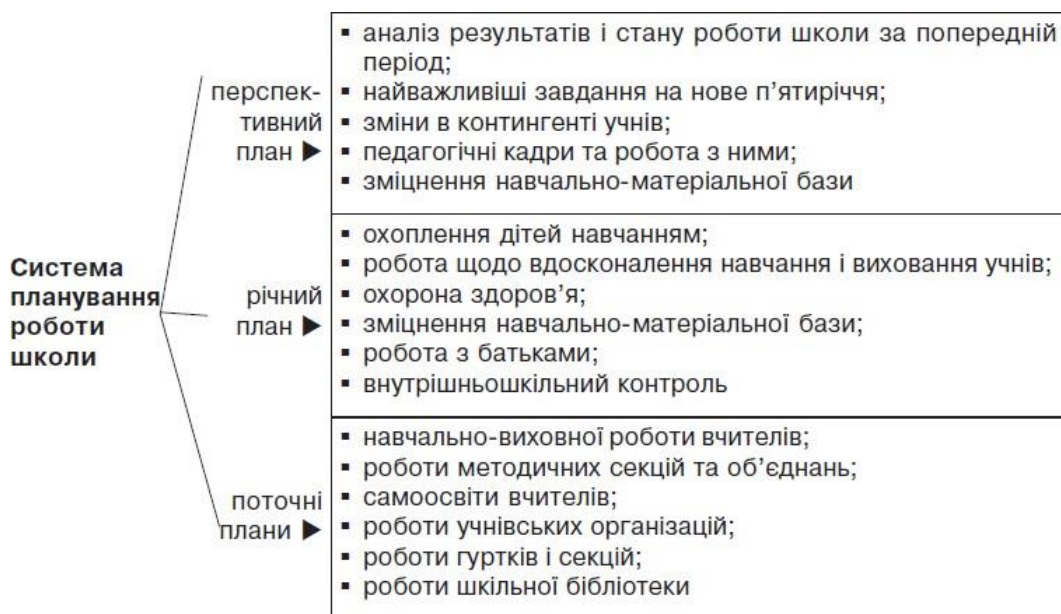 Система
планування
роботи
школи
перспек-
тивний
план ►
▪ аналіз результатів і стану роботи школи за попередній
період;
▪ найважливіші завдання на нове п’ятиріччя;
▪ зміни в контингенті учнів;
▪ педагогічні кадри та робота з ними;
▪ зміцнення навчально-матеріальної бази
річний
план ►
▪ охоплення дітей навчанням;
▪ робота щодо вдосконалення навчання і виховання учнів;
▪ охорона здоров’я;
▪ зміцнення навчально-матеріальної бази;
▪ робота з батьками;
▪ внутрішньошкільний контроль
поточні
плани ►
▪ навчально-виховної роботи вчителів;
▪ роботи методичних секцій та об’єднань;
▪ самоосвіти вчителів;
▪ роботи учнівських організацій;
▪ роботи гуртків і секцій;
▪ роботи шкільної бібліотеки